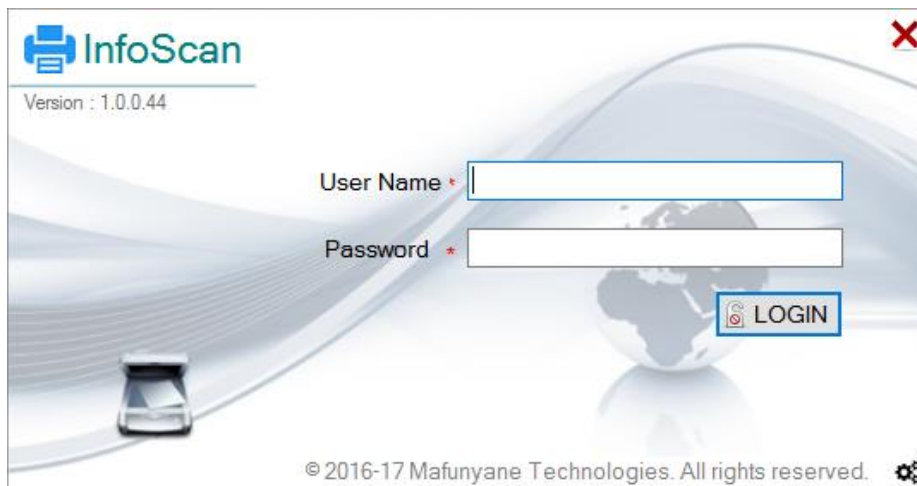 InfoScan
Version : 1.0.0.44
User Name *
Password *
LOGIN
© 2016-17 Mafunyane Technologies. All rights reserved.